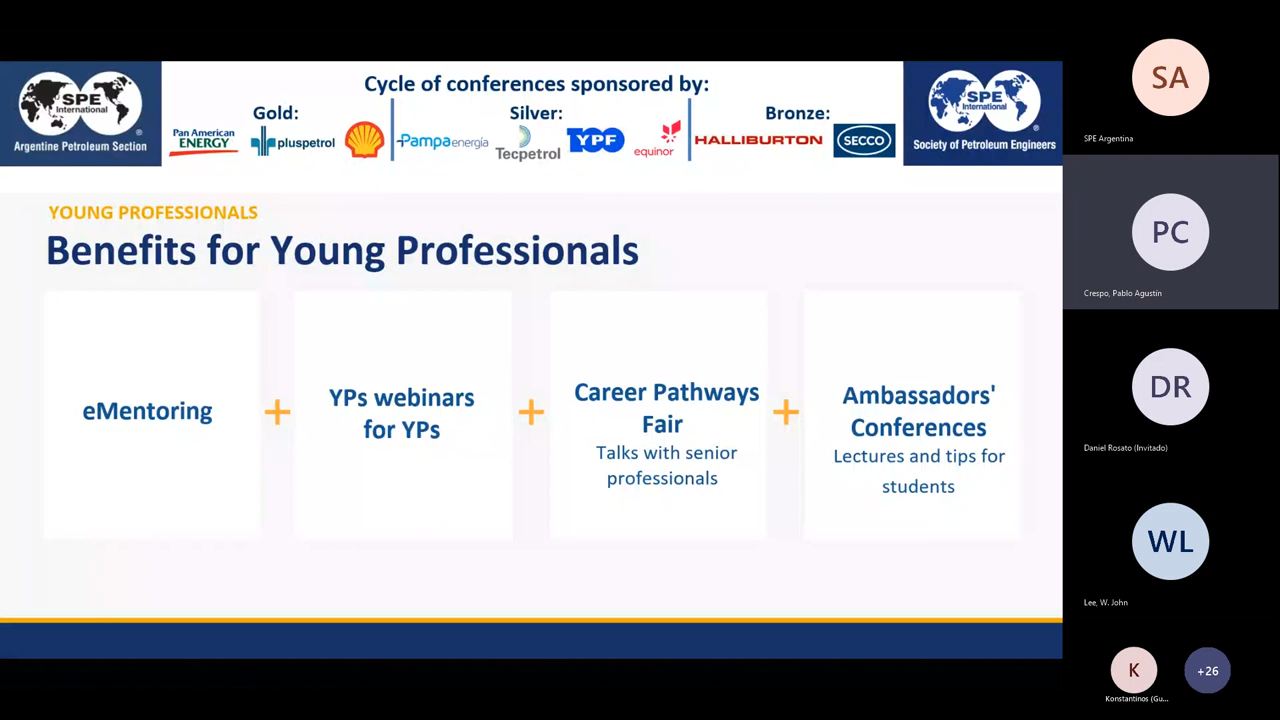 SPE
International
Argentine Petroleum Section
Cycle of conferences sponsored by:
Gold:
Silver:
Bronze:
Pan American
ENERGY
pluspetrol
Pampa energía
Tecpetrol
YPF
equinor
HALLIBURTON
SECCO
SPE
International
Society of Petroleum Engineers
YOUNG PROFESSIONALS
Benefits for Young Professionals
eMentoring
+
YPs webinars
for YPs
+
Career Pathways
Fair
Talks with senior
professionals
+
Ambassadors'
Conferences
Lectures and tips for
students
SA
SPE Argentina
PC
Crespo, Pablo Agustín
DR
Daniel Rosato (Invitado)
WL
Lee, W. John
K
Konstantinos (Gu...
+26